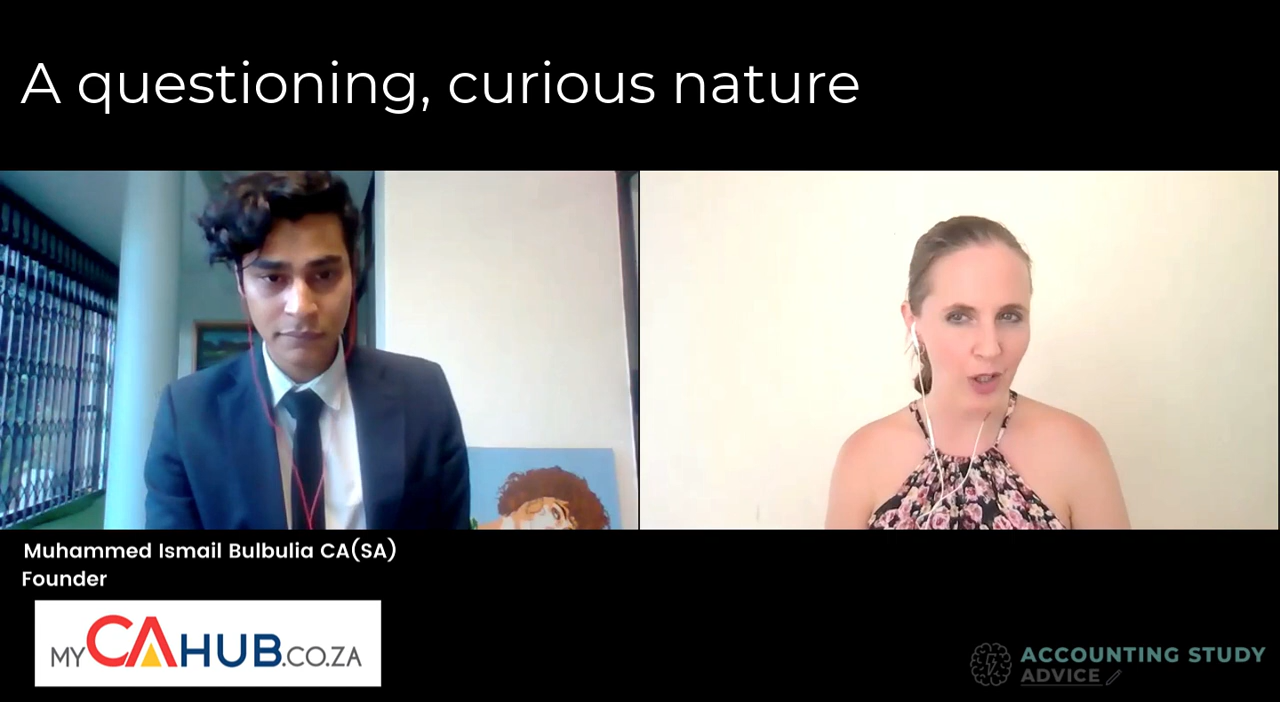 A questioning, curious nature
Muhammed Ismail Bulbulia CA(SA)
Founder
MYCAHUB.CO.ZA
ACCOUNTING STUDY
ADVICE